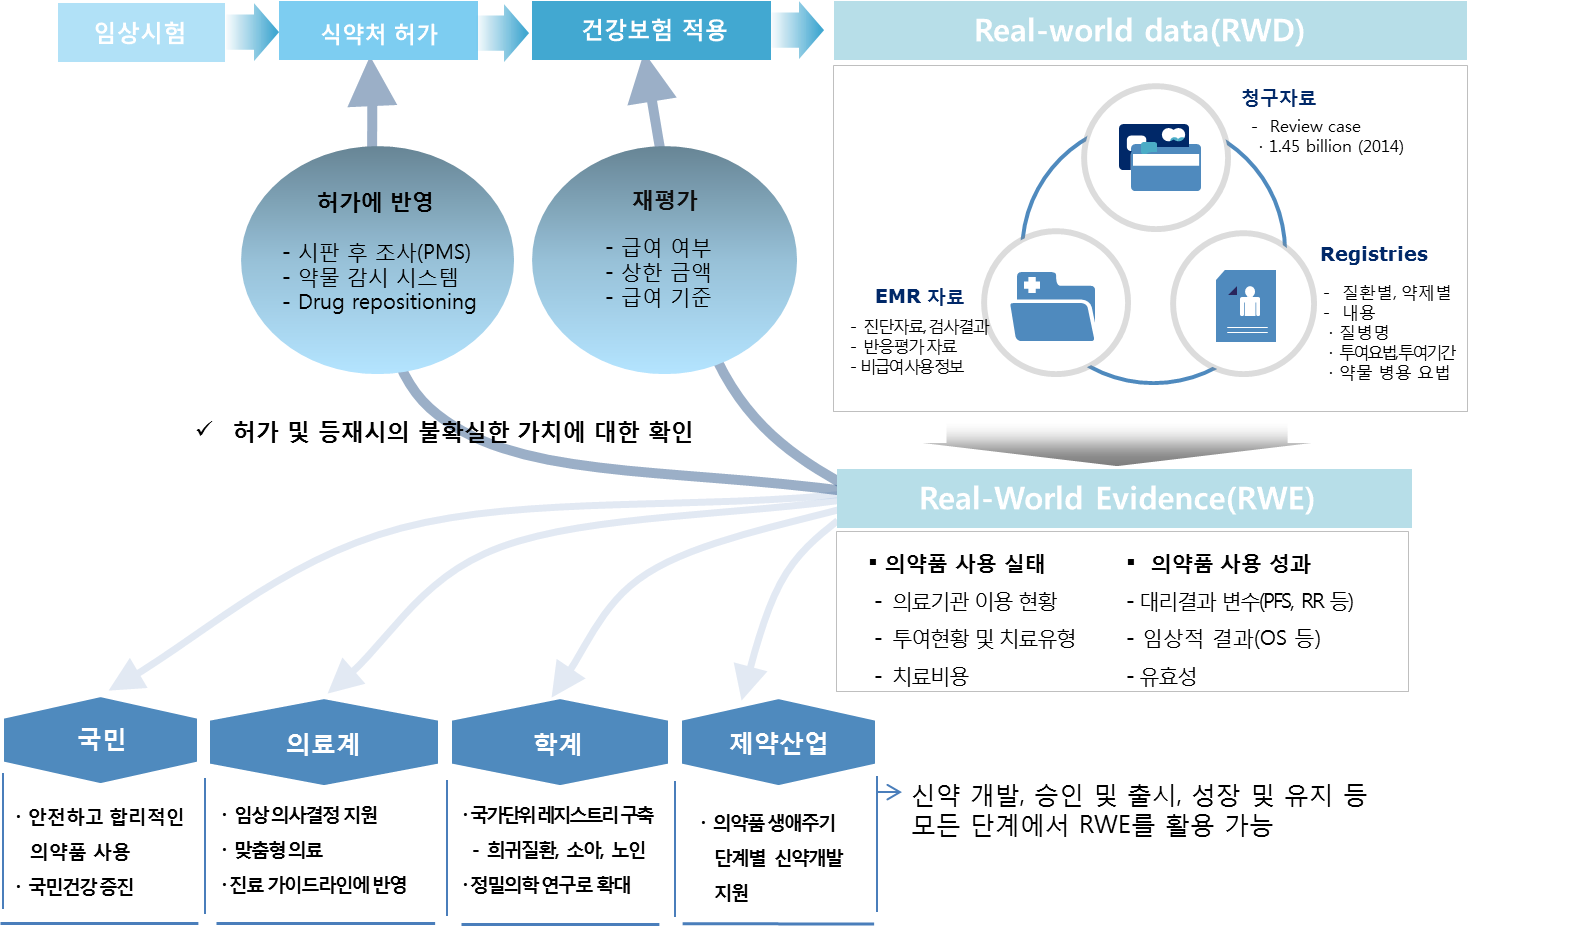 임상시험
식약처 허가
건강보험 적용
Real-world data(RWD)
청구자료
- Review case
· 1.45 billion (2014)
Registries
- 질환별, 약제별
- 내용
· 질병명
· 투여요법,투여기간
· 약물 병용 요법
EMR 자료
- 진단자료, 검사결과
- 반응평가 자료
- 비급여 사용정보
허가에 반영
- 시판 후 조사(PMS)
- 약물 감시 시스템
- Drug repositioning
재평가
- 급여 여부
- 상한 금액
- 급여 기준
✓ 허가 및 등재시의 불확실한 가치에 대한 확인
Real-World Evidence(RWE)
▪ 의약품 사용 실태
- 의료기관 이용 현황
- 투여현황 및 치료유형
- 치료비용
▪ 의약품 사용 성과
- 대리결과 변수(PFS, RR 등)
- 임상적 결과(OS 등)
- 유효성
국민
· 안전하고 합리적인
의약품 사용
· 국민건강 증진
의료계
· 임상 의사결정 지원
· 맞춤형 의료
· 진료 가이드라인에 반영
학계
· 국가단위 레지스트리 구축
- 희귀질환, 소아, 노인
· 정밀의학 연구로 확대
제약산업
· 의약품 생애주기
단계별 신약개발
지원
신약 개발, 승인 및 출시, 성장 및 유지 등
모든 단계에서 RWE를 활용 가능